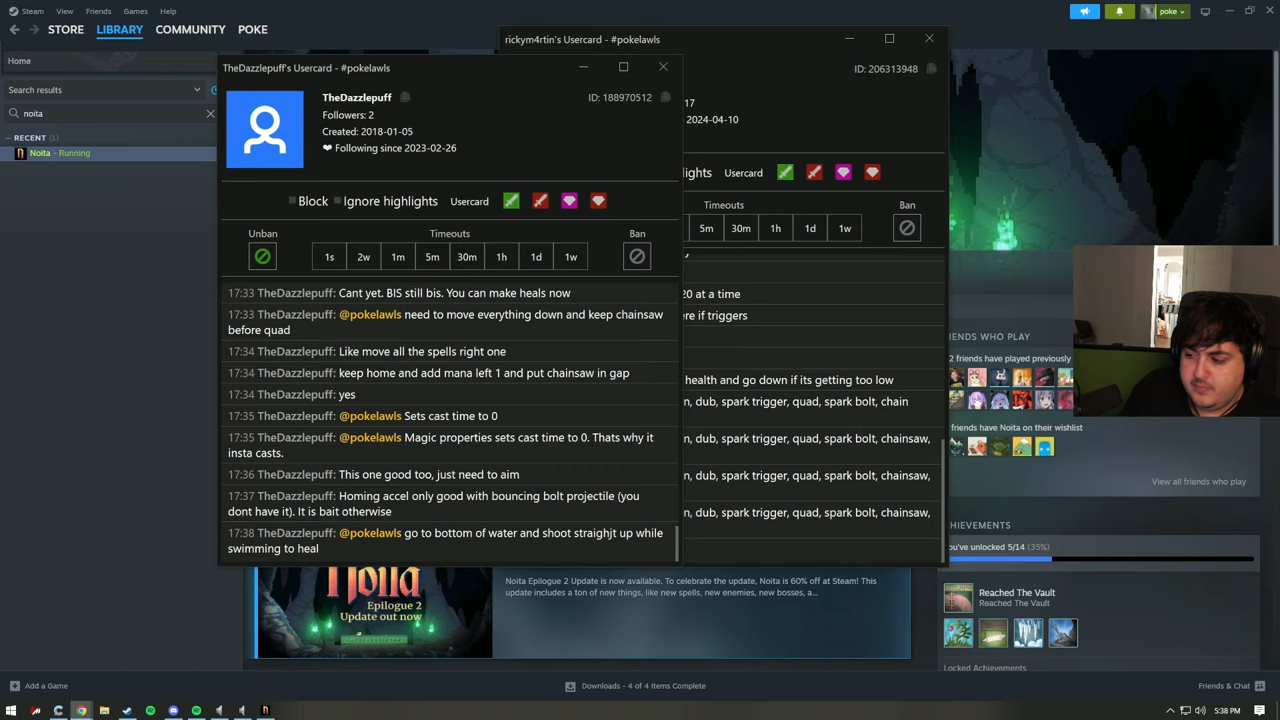 Steam View Friends Games Help
poke
STORE LIBRARY COMMUNITY POKE
Home
Search results
noita
RECENT (1)
Noita - Running
rickym4rtin's Usercard - #pokelawls
ID: 206313948
17
2024-04-10
lights Usercard
Timeouts
Ban
5m 30m 1h 1d 1w
20 at a time
ere if triggers
health and go down if its getting too low
n, dub, spark trigger, quad, spark bolt, chain
n, dub, spark trigger, quad, spark bolt, chainsaw,
n, dub, spark trigger, quad, spark bolt, chainsaw,
n, dub, spark trigger, quad, spark bolt, chainsaw,
TheDazzlepuff's Usercard - #pokelawls
TheDazzlepuff
ID: 188970512
Followers: 2
Created: 2018-01-05
❤ Following since 2023-02-26
Block Ignore highlights Usercard
Unban
Timeouts
Ban
1s 2w 1m 5m 30m 1h 1d 1w
17:33 TheDazzlepuff: Cant yet. BIS still bis. You can make heals now
17:33 TheDazzlepuff: @pokelawls need to move everything down and keep chainsaw
before quad
17:34 TheDazzlepuff: Like move all the spells right one
17:34 TheDazzlepuff: keep home and add mana left 1 and put chainsaw in gap
17:34 TheDazzlepuff: yes
17:35 TheDazzlepuff: @pokelawls Sets cast time to 0
17:35 TheDazzlepuff: @pokelawls Magic properties sets cast time to 0. Thats why it
insta casts.
17:36 TheDazzlepuff: This one good too, just need to aim
17:37 TheDazzlepuff: Homing accel only good with bouncing bolt projectile (you
dont have it). It is bait otherwise
17:38 TheDazzlepuff: @pokelawls go to bottom of water and shoot straighjt up while
swimming to heal
IENDS WHO PLAY
2 friends have played previously
friends have Noita on their wishlist
View all friends who play
HIEVEMENTS
ou've unlocked 5/14 (35%)
Reached The Vault
Reached The Vault
Locked Achievements
Noita
Epilogue 2
Update out now
Noita Epilogue 2 Update is now available. To celebrate the update, Noita is 60% off at Steam! This
update includes a ton of new things, like new spells, new enemies, new bosses, a...
Add a Game
Downloads - 4 of 4 Items Complete
Friends & Chat
5:38 PM